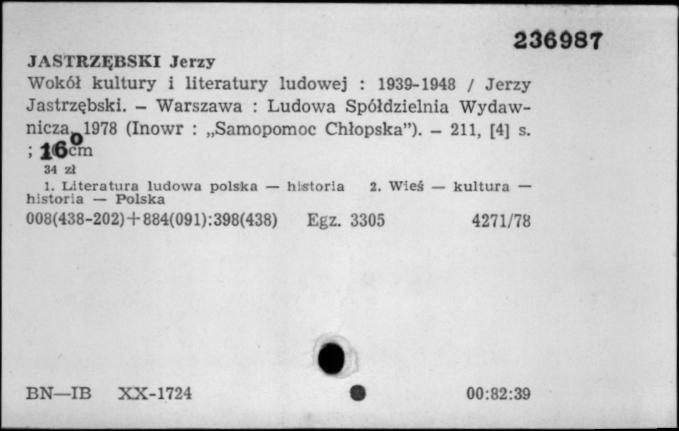 236987
JASTRZĘBSKI Jerzy
Wokół kultury i literatury ludowej : 1939-1948 / Jerzy
Jastrzębski. — Warszawa : Ludowa Spółdzielnia Wydaw-
nicza, 1978 (Inowr : „Samopomoc Chłopska”). — 211, [4] s.
; 16° cm
34 zł
1. Literatura ludowa polska — historia 2. Wieś — kultura —
historia — Polska
008(438-202)+884(091):398(438) Egz. 3305 4271/78
BN—IB XX-1724 00:82:39